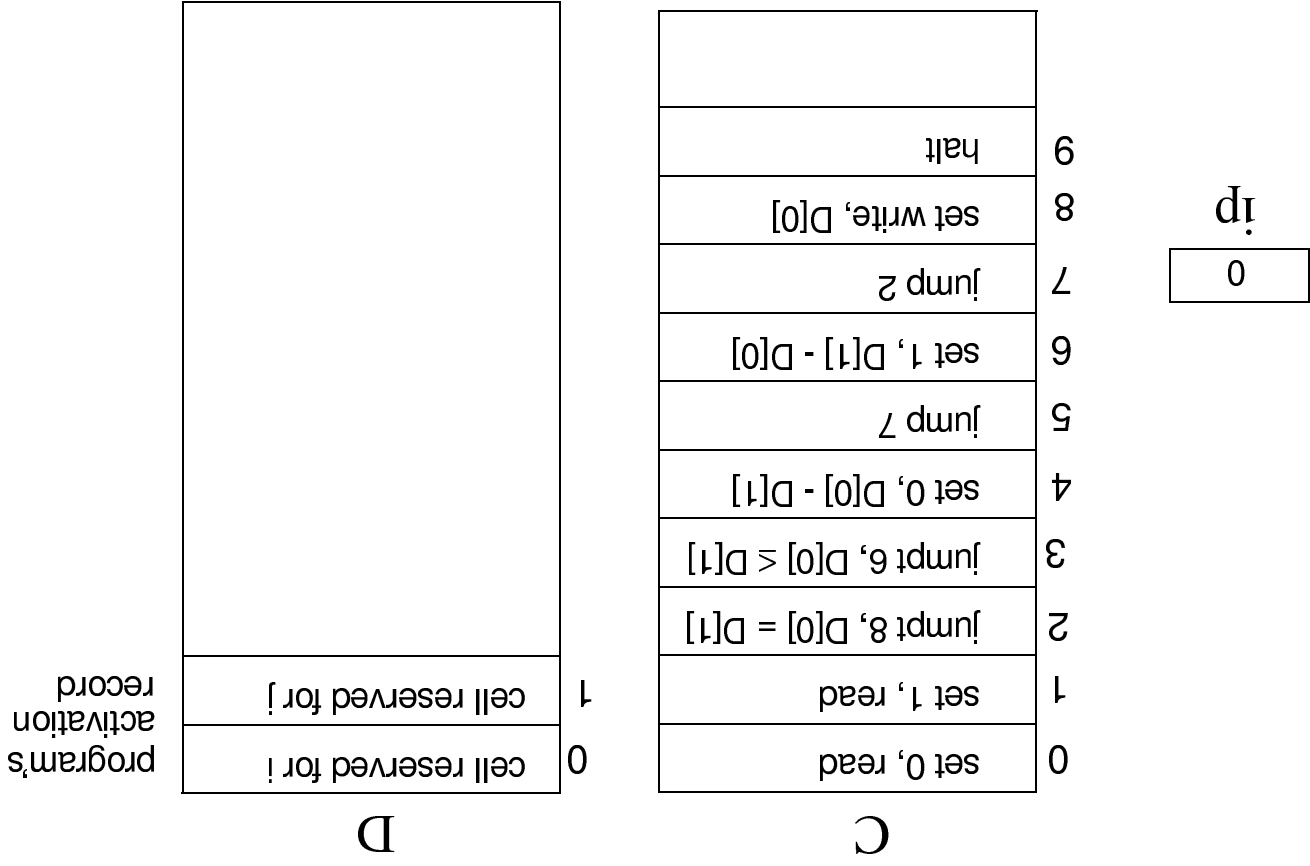 C
0 set 0, read
1 set 1, read
2 jumpt 8, D[0] = D[1]
3 jumpt 6, D[0] ≤ D[1]
4 set 0, D[0] - D[1]
5 jump 7
6 set 1, D[1] - D[0]
7 jump 2
8 set write, D[0]
9 halt
D
0 cell reserved for i
1 cell reserved for j
program's
activation
record
0
ip